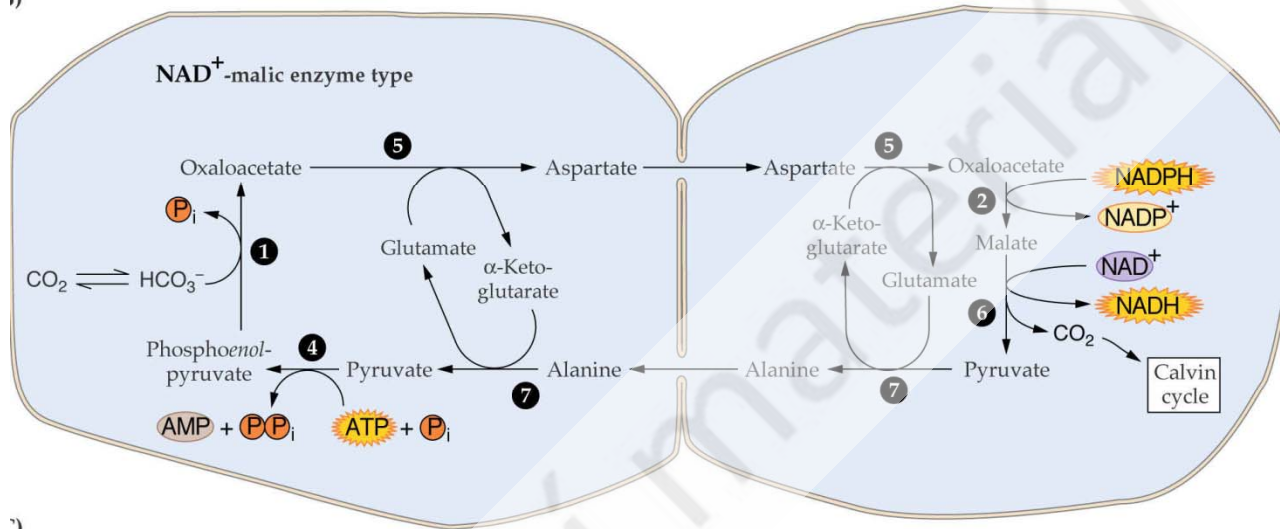 NAD+-malic enzyme type
Oxaloacetate
5
Aspartate
Aspartate
5
Oxaloacetate
NADPH
2
NADP+
Pi
Glutamate
α-Keto-
glutarate
α-Keto-
glutarate
Glutamate
Malate
NAD+
1
CO2
HCO3−
6
NADH
CO2
Phosphoenol-
pyruvate
4
Pyruvate
7
Alanine
Alanine
7
Pyruvate
Calvin
cycle
AMP + PPi
ATP + Pi
materiá